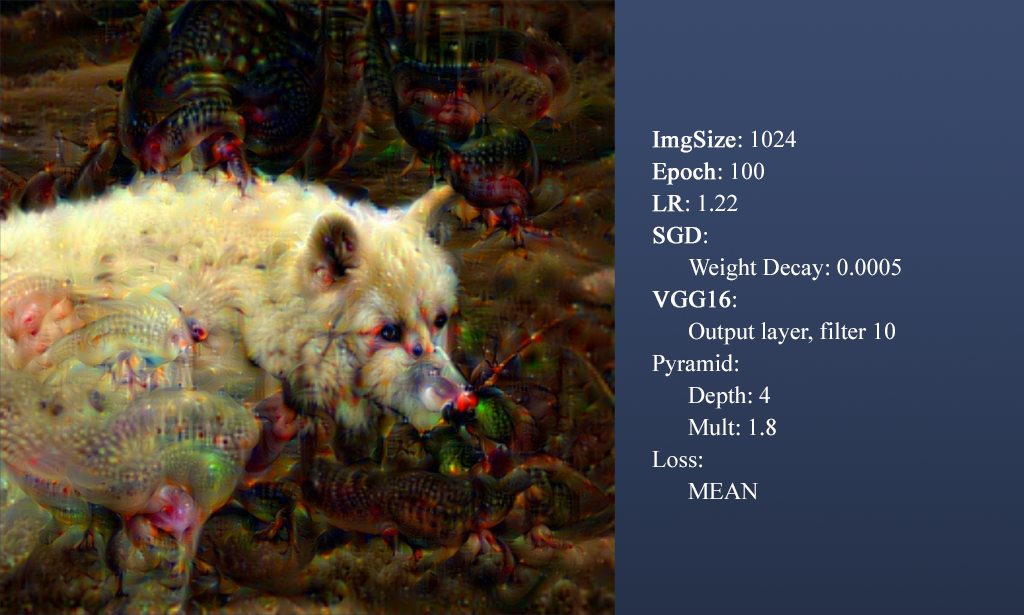 ImgSize: 1024
Epoch: 100
LR: 1.22
SGD:
Weight Decay: 0.0005
VGG16:
Output layer, filter 10
Pyramid:
Depth: 4
Mult: 1.8
Loss:
MEAN